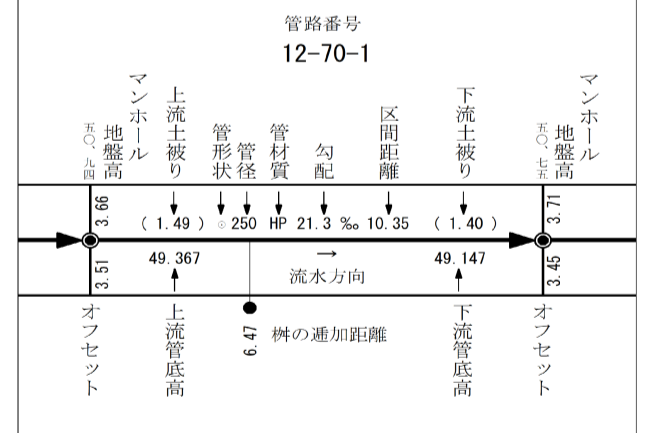 管路番号
12-70-1
マンホール
地盤高
五〇、九四
上流土被り
管形状
管径
管材質
勾配
区間距離
下流土被り
マンホール
地盤高
五〇、七五
3.66
( 1.49 ) ◎ 250 HP 21.3 ‰ 10.35 ( 1.40 )
3.71
3.51
49.367
→
流水方向
49.147
3.45
オフセット
上流管底高
6.47
桝の逓加距離
下流管底高
オフセット